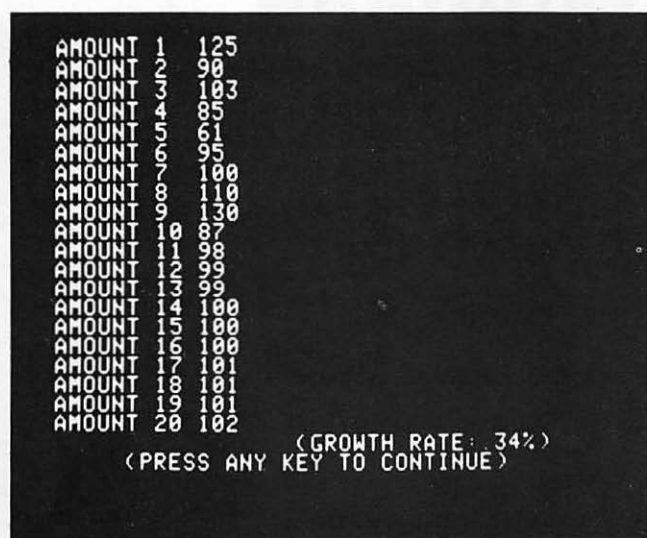 AMOUNT 1 125
AMOUNT 2 90
AMOUNT 3 103
AMOUNT 4 85
AMOUNT 5 61
AMOUNT 6 95
AMOUNT 7 100
AMOUNT 8 110
AMOUNT 9 130
AMOUNT 10 87
AMOUNT 11 98
AMOUNT 12 99
AMOUNT 13 99
AMOUNT 14 100
AMOUNT 15 100
AMOUNT 16 100
AMOUNT 17 101
AMOUNT 18 101
AMOUNT 19 101
AMOUNT 20 102
(GROWTH RATE: .34%)
(PRESS ANY KEY TO CONTINUE)